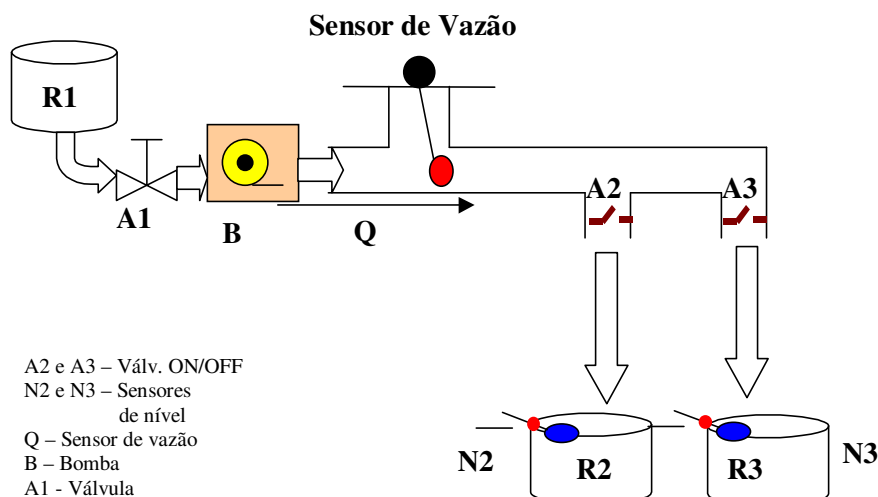 Sensor de Vazão
R1
A1
B
Q
A2
A3
A2 e A3 – Válv. ON/OFF
N2 e N3 – Sensores
de nível
Q – Sensor de vazão
B – Bomba
A1 - Válvula
N2
R2
R3
N3